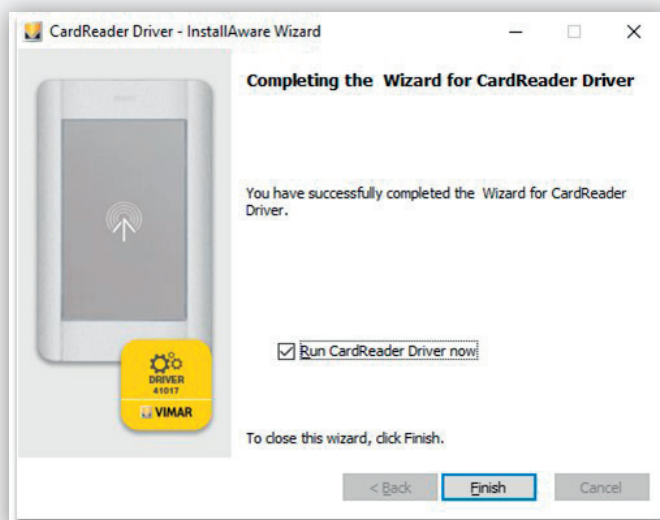 CardReader Driver - InstallAware Wizard
Completing the Wizard for CardReader Driver
You have successfully completed the Wizard for CardReader
Driver.
Run CardReader Driver now
DRIVER
41017
VIMAR
To close this wizard, click Finish.
< Back
Finish
Cancel